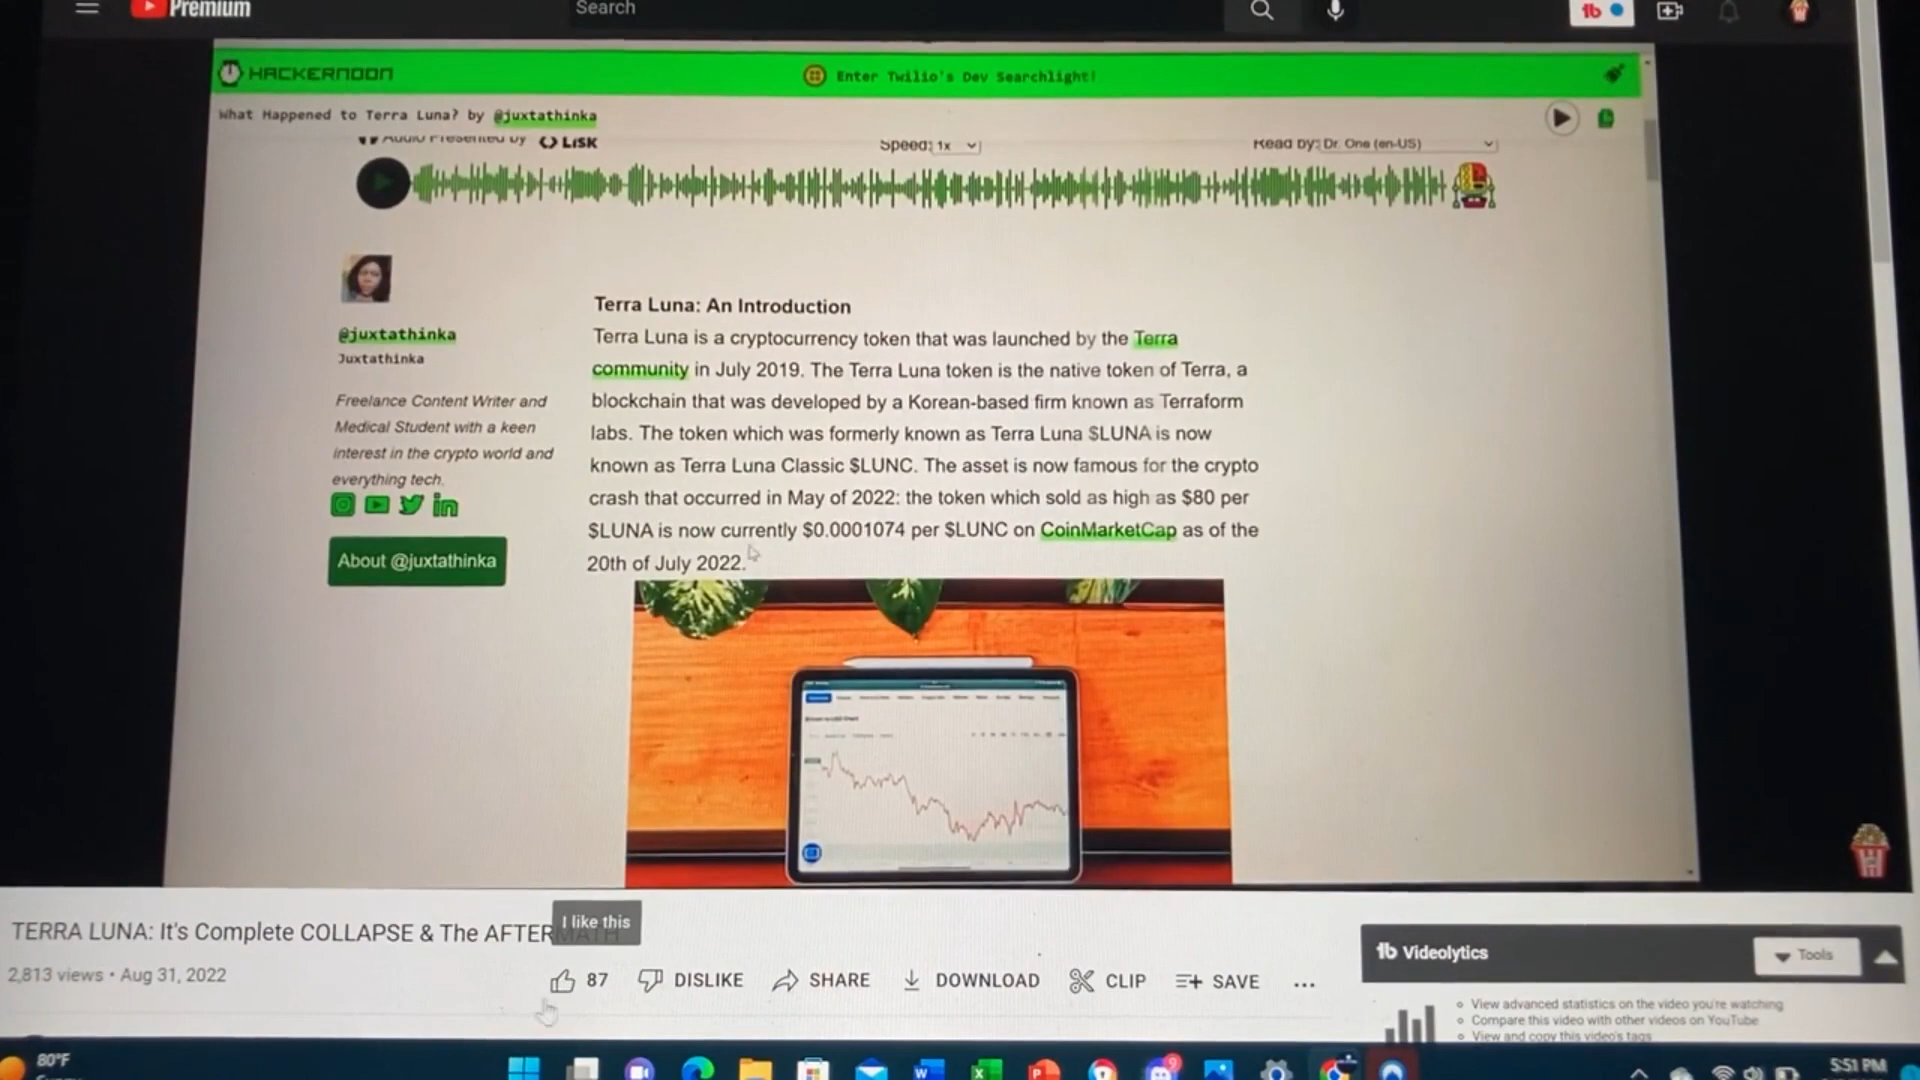 Premium
Search
HACKERNOON
Enter Twilio's Dev Searchlight!
What Happened to Terra Luna? by @juxtathinka
Audio Presented by LISK
Speed: 1x
Read by: Dr. One (en-US)
@juxtathinka
Juxtathinka
Freelance Content Writer and
Medical Student with a keen
interest in the crypto world and
everything tech.
About @juxtathinka
Terra Luna: An Introduction
Terra Luna is a cryptocurrency token that was launched by the Terra
community in July 2019. The Terra Luna token is the native token of Terra, a
blockchain that was developed by a Korean-based firm known as Terraform
labs. The token which was formerly known as Terra Luna $LUNA is now
known as Terra Luna Classic $LUNC. The asset is now famous for the crypto
crash that occurred in May of 2022: the token which sold as high as $80 per
$LUNA is now currently $0.0001074 per $LUNC on CoinMarketCap as of the
20th of July 2022.
TERRA LUNA: It's Complete COLLAPSE & The AFTERMATH
I like this
2,813 views • Aug 31, 2022
87
DISLIKE
SHARE
DOWNLOAD
CLIP
SAVE
...
Videolytics
Tools
View advanced statistics on the video you're watching
Compare this video with other videos on YouTube
View and copy this video's tags
80°F
Sunny
5:51 PM